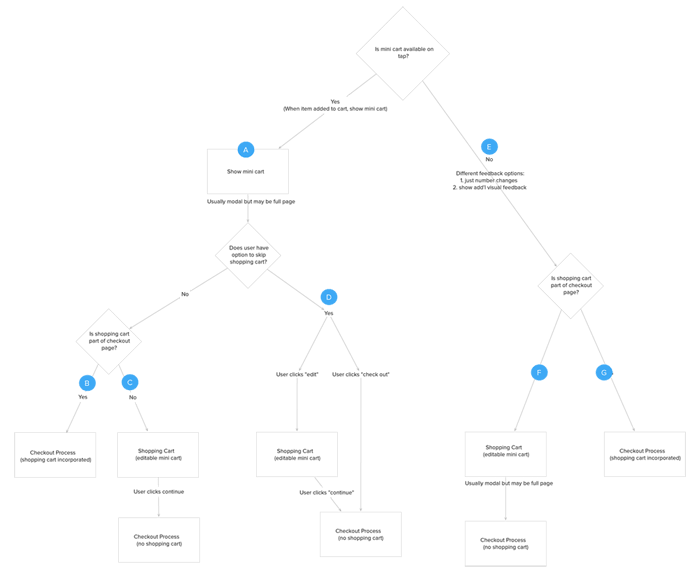 Is mini cart available on
tap?
Yes
(When item added to cart, show mini cart)
A
Show mini cart
Usually modal but may be full page
E
No
Different feedback options:
1. just number changes
2. show add'l visual feedback
Does user have
option to skip
shopping cart?
No
D
Yes
Is shopping cart
part of checkout
page?
Is shopping cart
part of checkout
page?
B
Yes
C
No
User clicks "edit"
User clicks "check out"
F
G
Checkout Process
(shopping cart incorporated)
Shopping Cart
(editable mini cart)
Shopping Cart
(editable mini cart)
Shopping Cart
(editable mini cart)
Checkout Process
(shopping cart incorporated)
User clicks continue
User clicks "continue"
Usually modal but may be full page
Checkout Process
(no shopping cart)
Checkout Process
(no shopping cart)
Checkout Process
(no shopping cart)